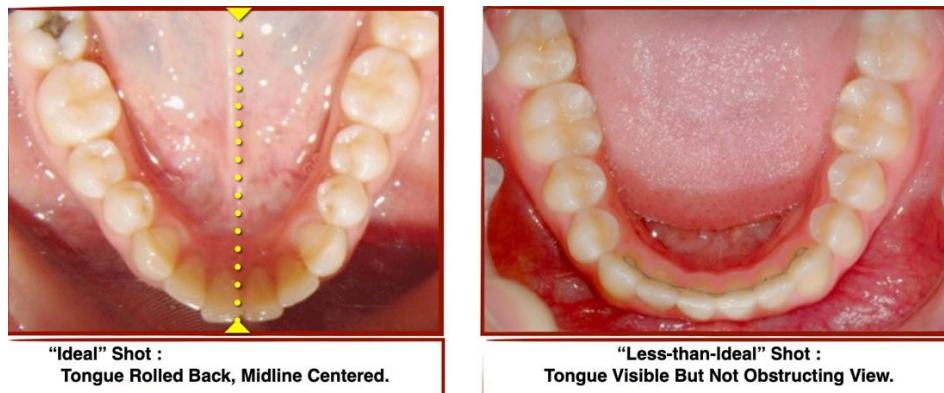 “Ideal” Shot :
Tongue Rolled Back, Midline Centered.
“Less-than-Ideal” Shot :
Tongue Visible But Not Obstructing View.